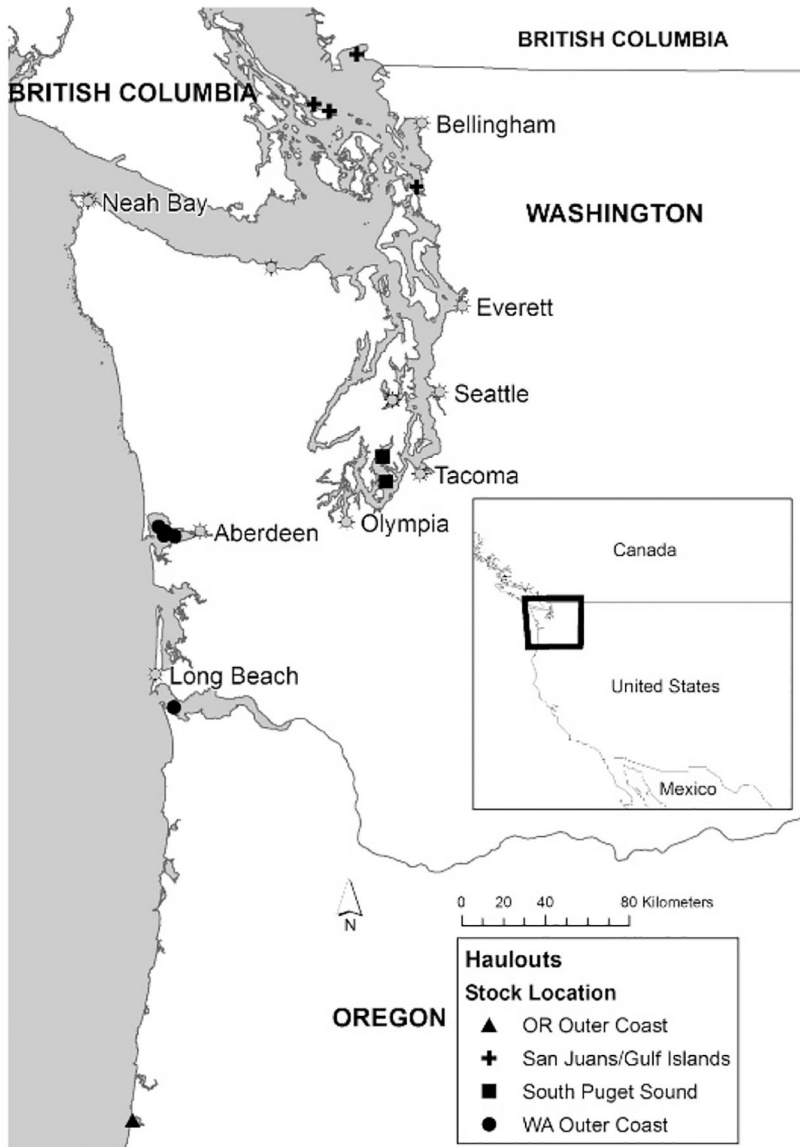 BRITISH COLUMBIA
BRITISH COLUMBIA
Bellingham
Neah Bay
WASHINGTON
Everett
Seattle
Tacoma
Olympia
Aberdeen
Long Beach
Canada
United States
Mexico
N
0 20 40 80 Kilometers
OREGON
Haulouts
Stock Location
OR Outer Coast
San Juans/Gulf Islands
South Puget Sound
WA Outer Coast